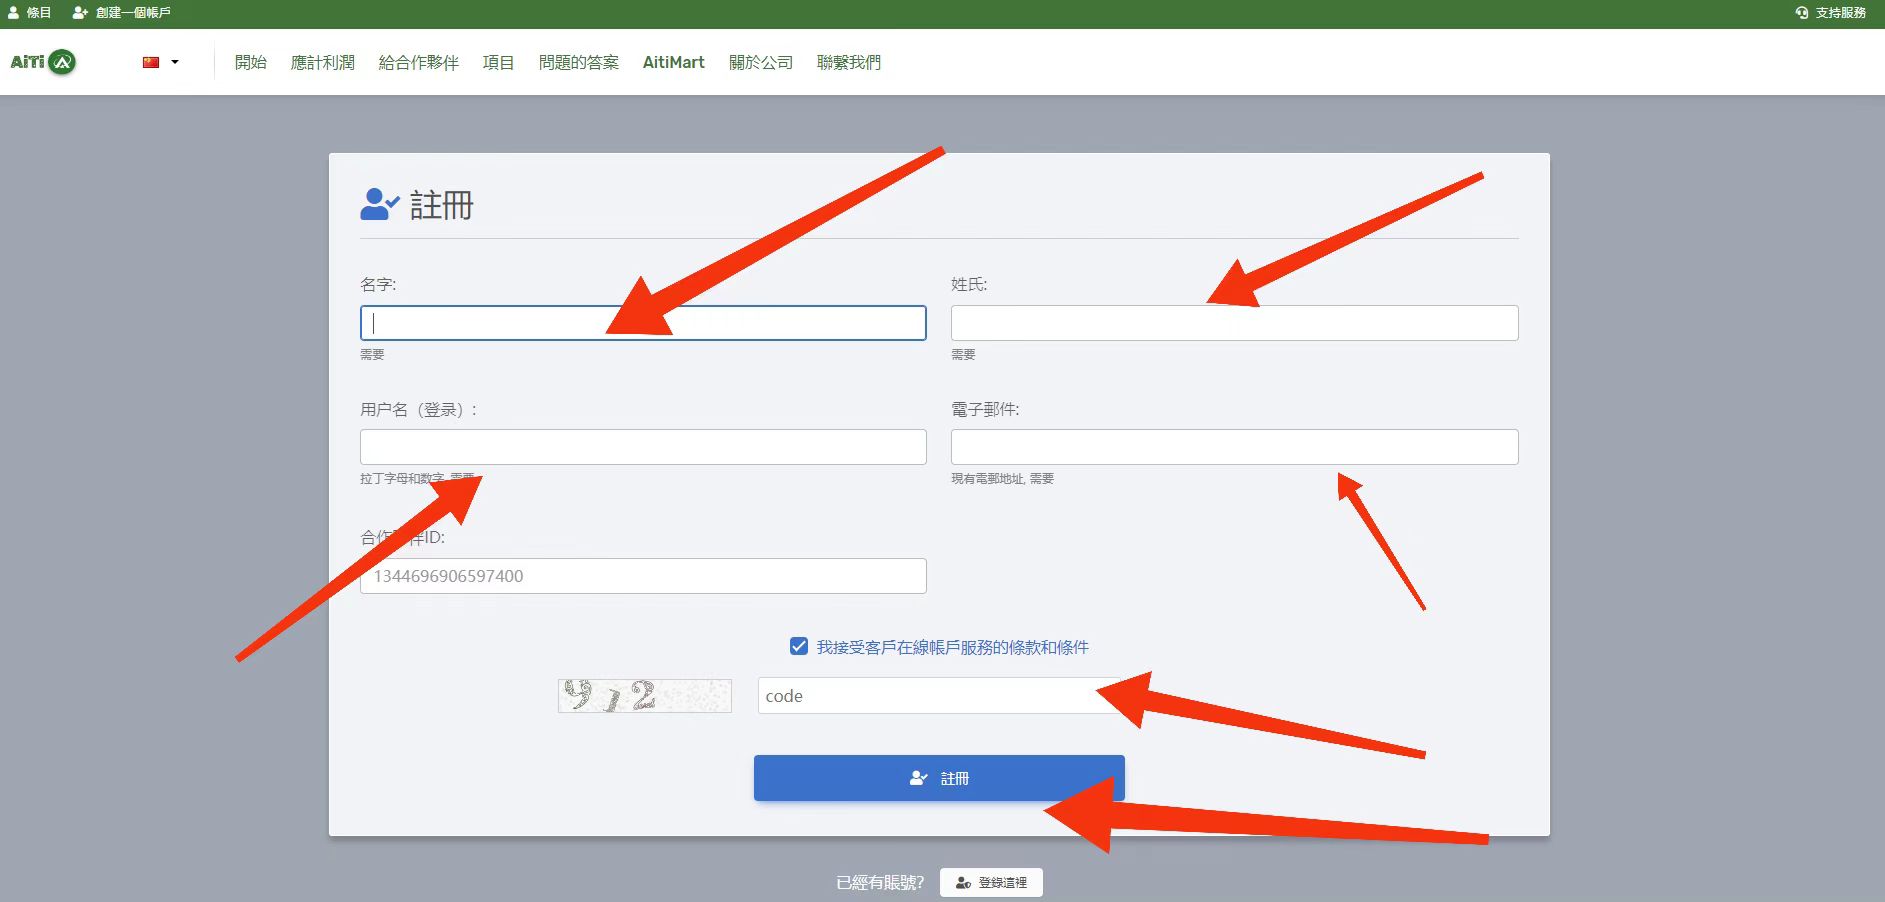 條目 創建一個帳戶 支持服務
AiTi 開始 應計利潤 給合作夥伴 項目 問題的答案 AitiMart 關於公司 聯繫我們
註冊
名字: 姓氏:
需要 需要
用户名（登录）: 電子郵件:
拉丁字母和数字, 需要 現有電郵地址, 需要
合作夥伴ID:
1344696906597400
我接受客戶在線帳戶服務的條款和條件
912 code
註冊
已經有賬號? 登錄這裡